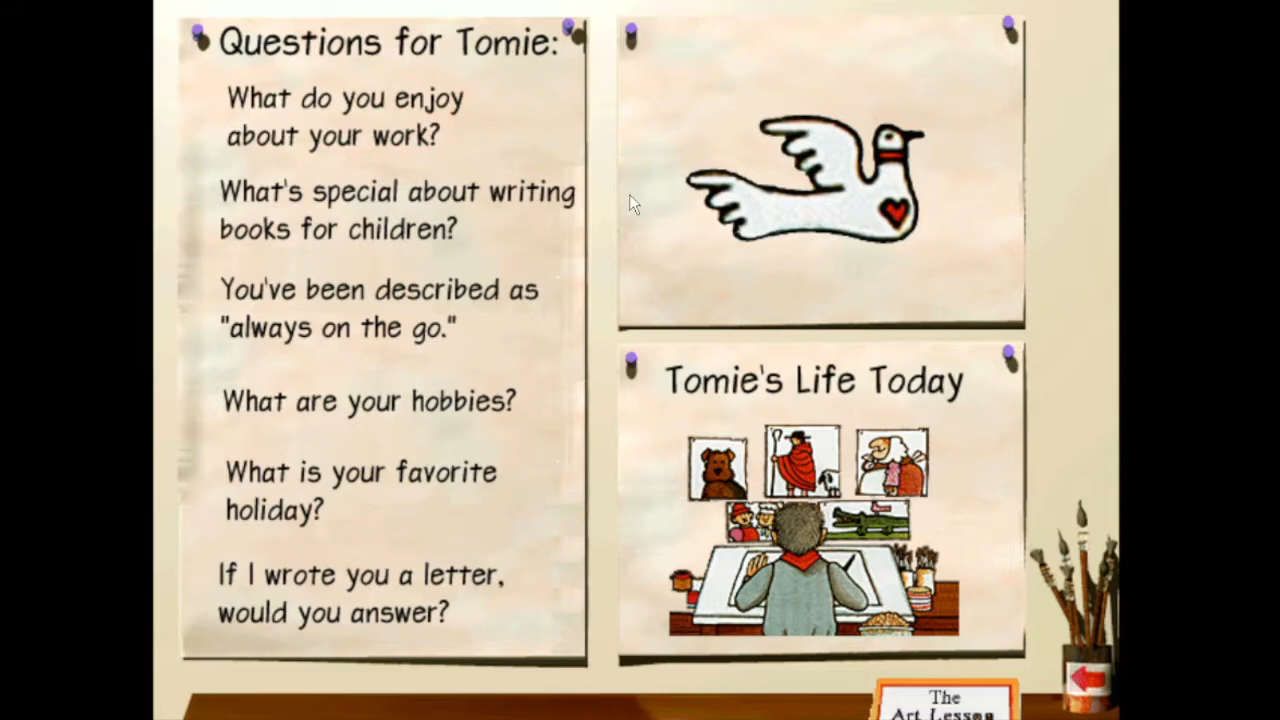 Questions for Tomie:
What do you enjoy
about your work?
What's special about writing
books for children?
You've been described as
"always on the go."
What are your hobbies?
What is your favorite
holiday?
If I wrote you a letter,
would you answer?
Tomie's Life Today
The
Art Lesson